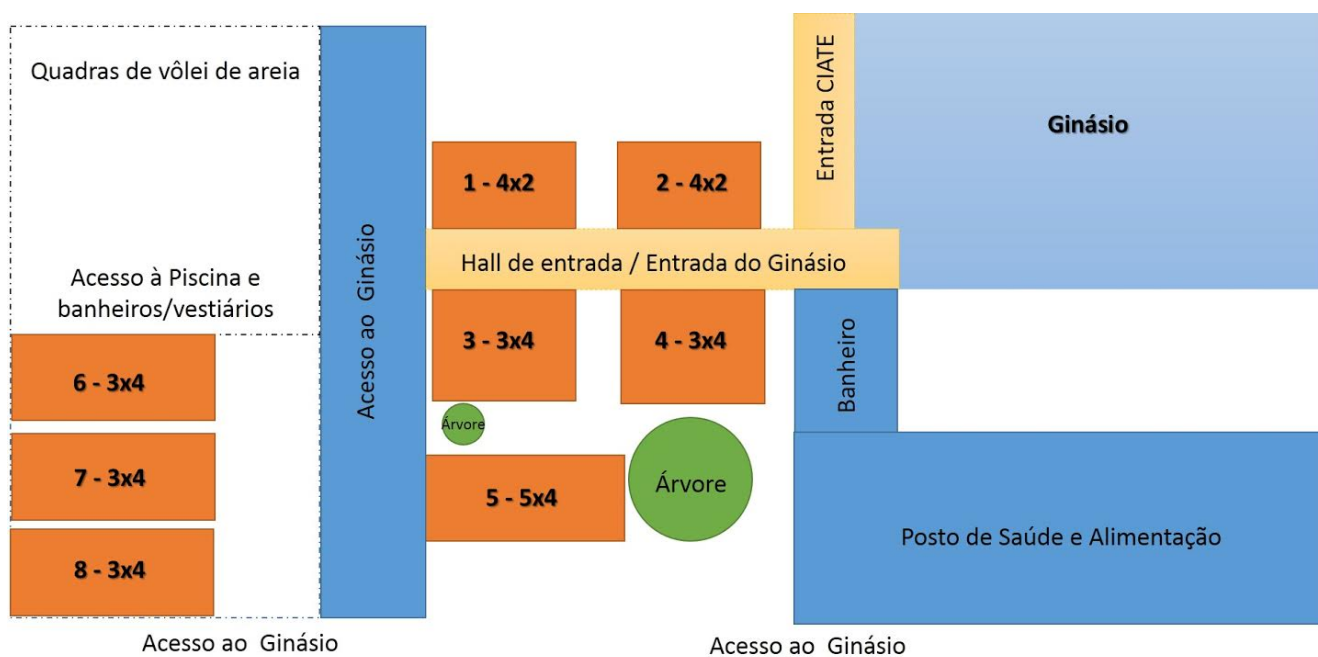 Quadras de vôlei de areia
Acesso à Piscina e
banheiros/vestiários
6 - 3x4
7 - 3x4
8 - 3x4
Acesso ao Ginásio
Acesso ao Ginásio
1 - 4x2
2 - 4x2
Hall de entrada / Entrada do Ginásio
3 - 3x4
4 - 3x4
Árvore
5 - 5x4
Árvore
Entrada CIATE
Ginásio
Banheiro
Posto de Saúde e Alimentação
Acesso ao Ginásio